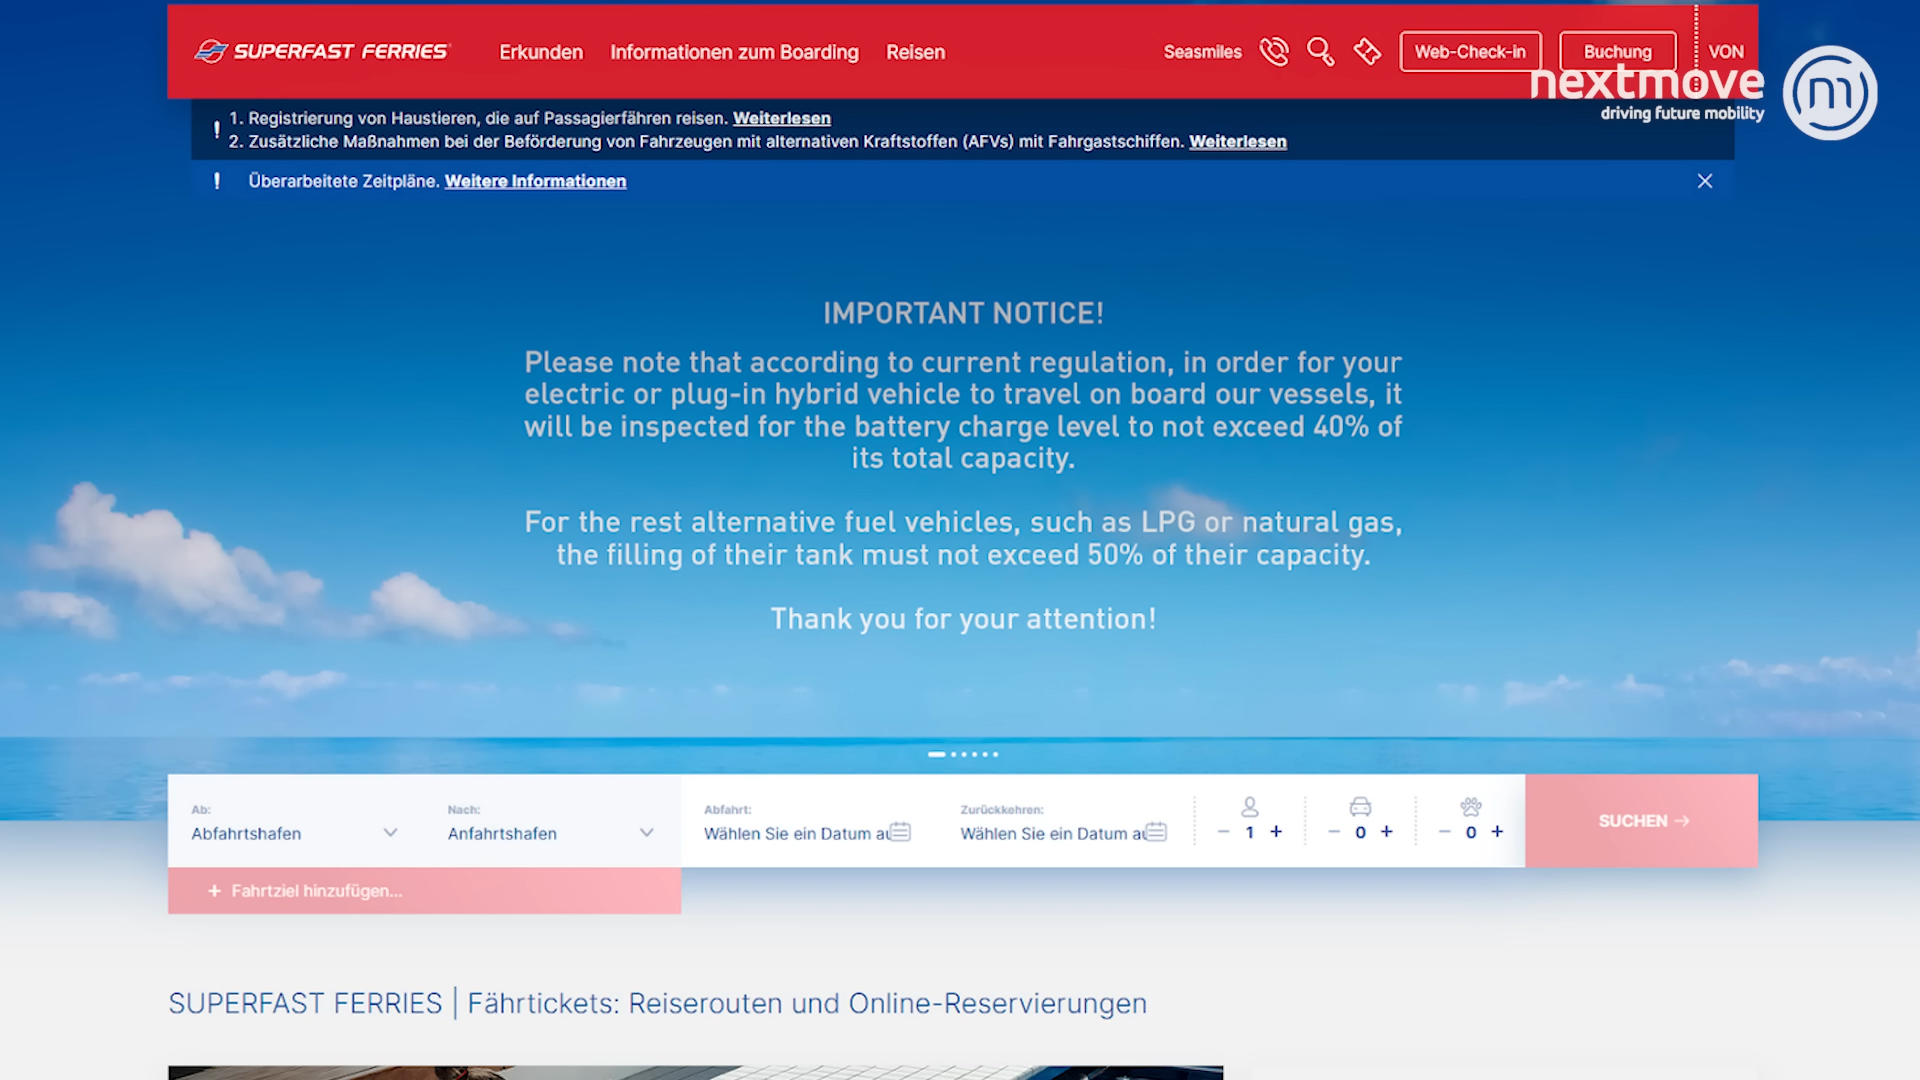 SUPERFAST FERRIES
Erkunden
Informationen zum Boarding
Reisen
Seasmiles
Web-Check-in
Buchung
VON
nextmove
driving future mobility
m
! 1. Registrierung von Haustieren, die auf Passagierfähren reisen. Weiterlesen
2. Zusätzliche Maßnahmen bei der Beförderung von Fahrzeugen mit alternativen Kraftstoffen (AFVs) mit Fahrgastschiffen. Weiterlesen
! Überarbeitete Zeitpläne. Weitere Informationen
IMPORTANT NOTICE!
Please note that according to current regulation, in order for your
electric or plug-in hybrid vehicle to travel on board our vessels, it
will be inspected for the battery charge level to not exceed 40% of
its total capacity.
For the rest alternative fuel vehicles, such as LPG or natural gas,
the filling of their tank must not exceed 50% of their capacity.
Thank you for your attention!
Ab:
Abfahrtshafen
Nach:
Anfahrtshafen
Abfahrt:
Wählen Sie ein Datum au
Zurückkehren:
Wählen Sie ein Datum au
− 1 +
− 0 +
− 0 +
SUCHEN →
+ Fahrtziel hinzufügen...
SUPERFAST FERRIES | Fährtickets: Reiserouten und Online-Reservierungen